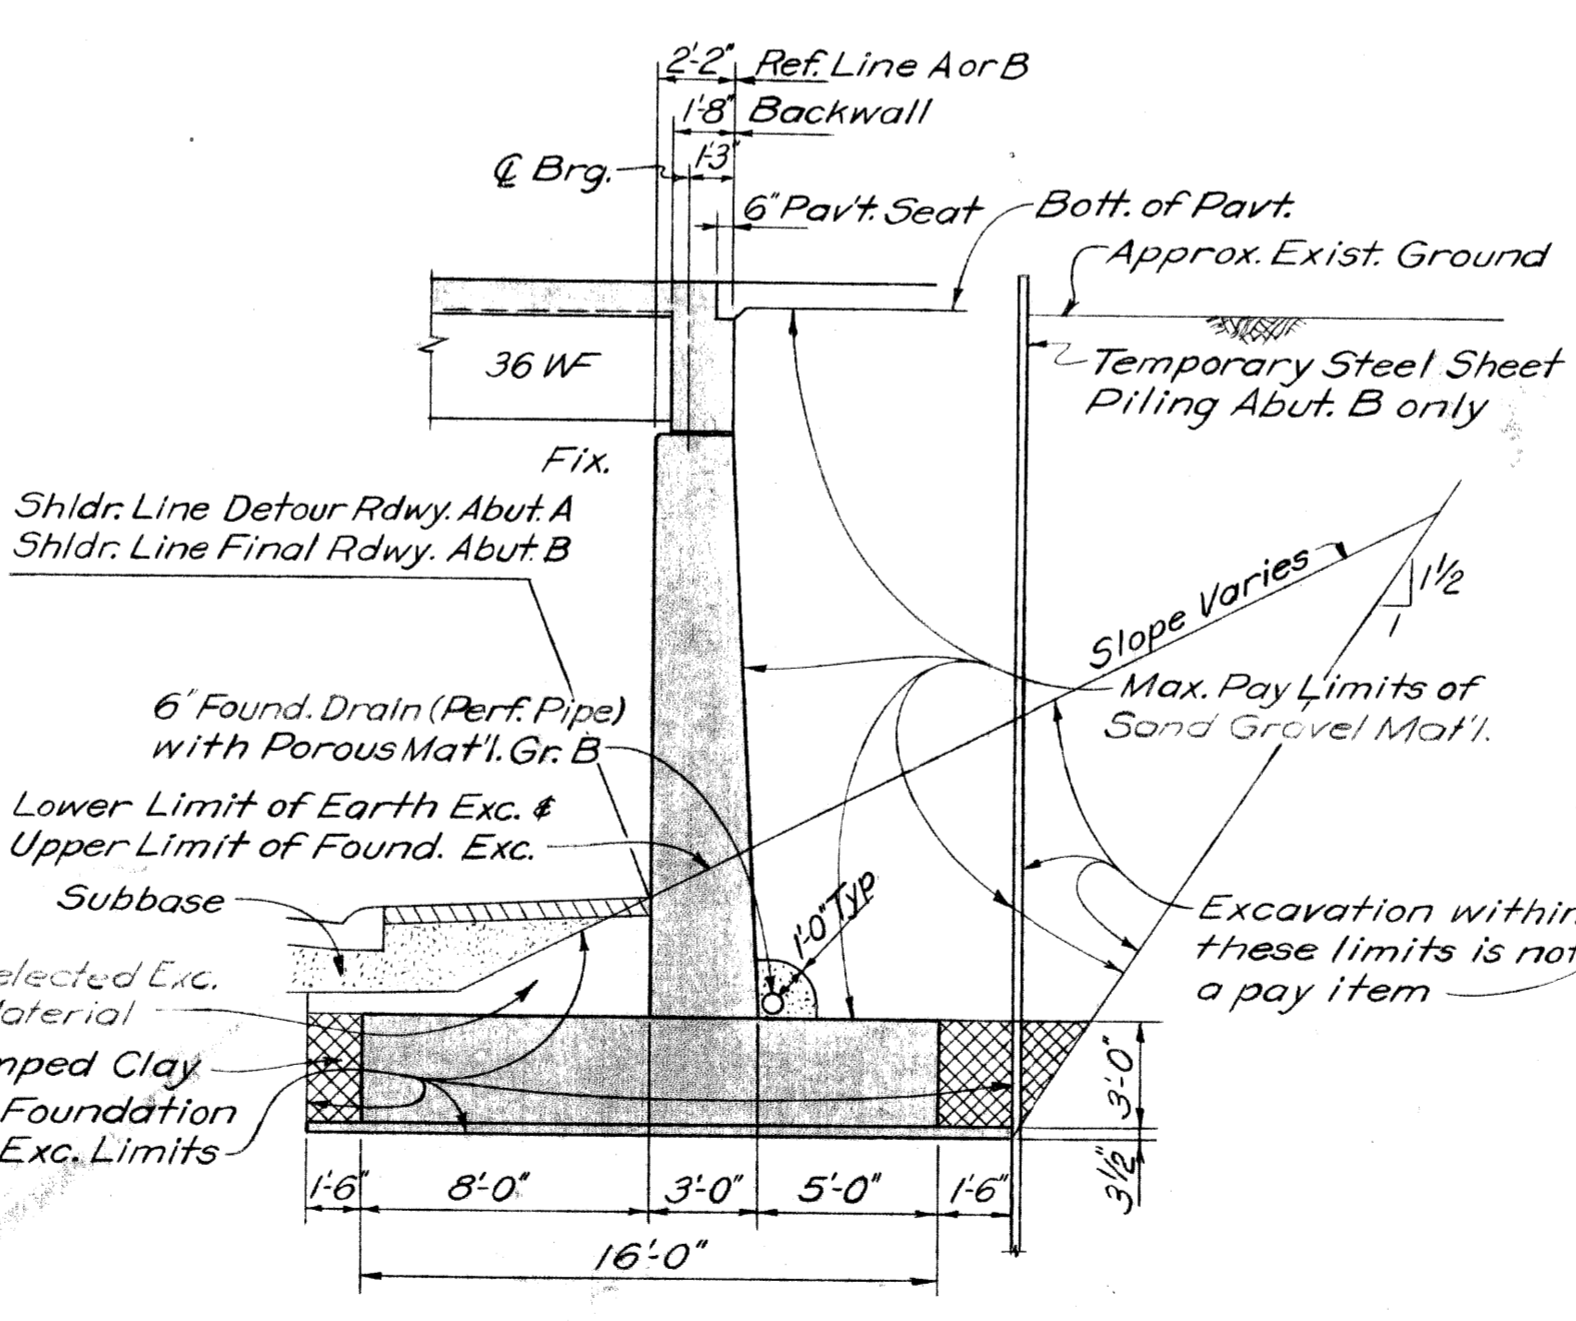 2'-2" Ref. Line A or B
1'-8" Backwall
1'-3"
℄ Brg.
6" Pav't. Seat
Bott. of Pavt.
Approx. Exist. Ground
36 WF
Temporary Steel Sheet
Piling Abut. B only
Fix.
Shldr. Line Detour Rdwy. Abut. A
Shldr. Line Final Rdwy. Abut. B
Slope Varies
1½
1
6" Found. Drain (Perf. Pipe)
with Porous Mat'l. Gr. B
Max. Pay Limits of
Sand Gravel Mat'l.
Lower Limit of Earth Exc. &
Upper Limit of Found. Exc.
Subbase
1'-0" Typ
Excavation within
these limits is not
a pay item
elected Exc.
Material
mped Clay
Foundation
Exc. Limits
3'-0"
3½"
1'-6" 8'-0" 3'-0" 5'-0" 1'-6"
16'-0"